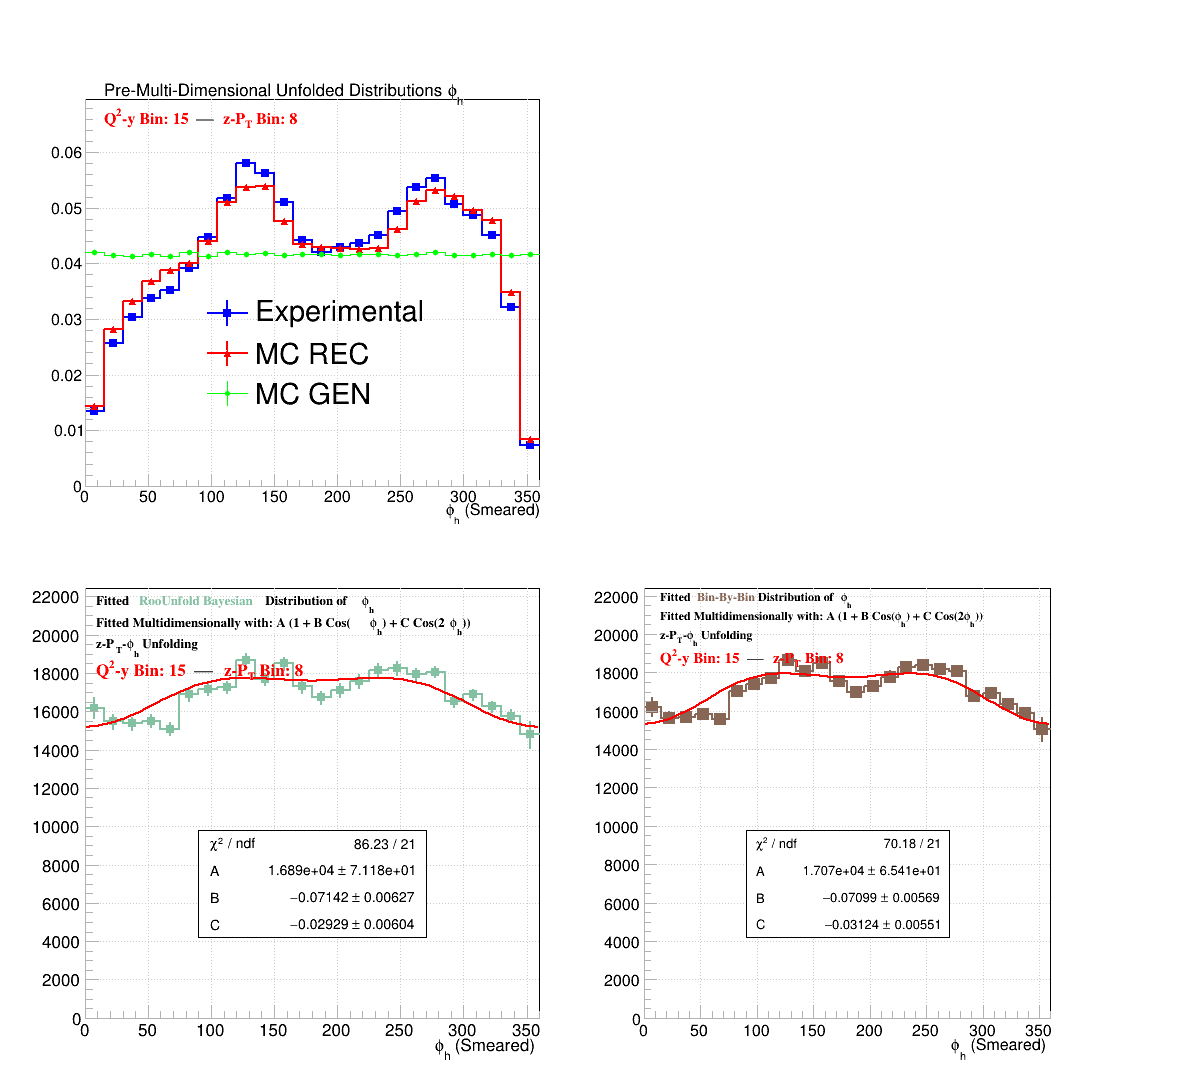 Pre-Multi-Dimensional Unfolded Distributions ϕh
Q2-y Bin: 15 — z-PT Bin: 8
0.06
0.05
0.04
0.03
0.02
0.01
0
Experimental
MC REC
MC GEN
0 50 100 150 200 250 300 350
ϕh (Smeared)
Fitted RooUnfold Bayesian Distribution of ϕh
Fitted Multidimensionally with: A (1 + B Cos( ϕh) + C Cos(2 ϕh))
z-PT-ϕh Unfolding
Q2-y Bin: 15 — z-PT Bin: 8
22000
20000
18000
16000
14000
12000
10000
8000
6000
4000
2000
0
χ2 / ndf 86.23 / 21
A 1.689e+04 ± 7.118e+01
B −0.07142 ± 0.00627
C −0.02929 ± 0.00604
0 50 100 150 200 250 300 350
ϕh (Smeared)
Fitted Bin-By-Bin Distribution of ϕh
Fitted Multidimensionally with: A (1 + B Cos(ϕh) + C Cos(2ϕh))
z-PT-ϕh Unfolding
Q2-y Bin: 15 — z-PT Bin: 8
22000
20000
18000
16000
14000
12000
10000
8000
6000
4000
2000
0
χ2 / ndf 70.18 / 21
A 1.707e+04 ± 6.541e+01
B −0.07099 ± 0.00569
C −0.03124 ± 0.00551
0 50 100 150 200 250 300 350
ϕh (Smeared)